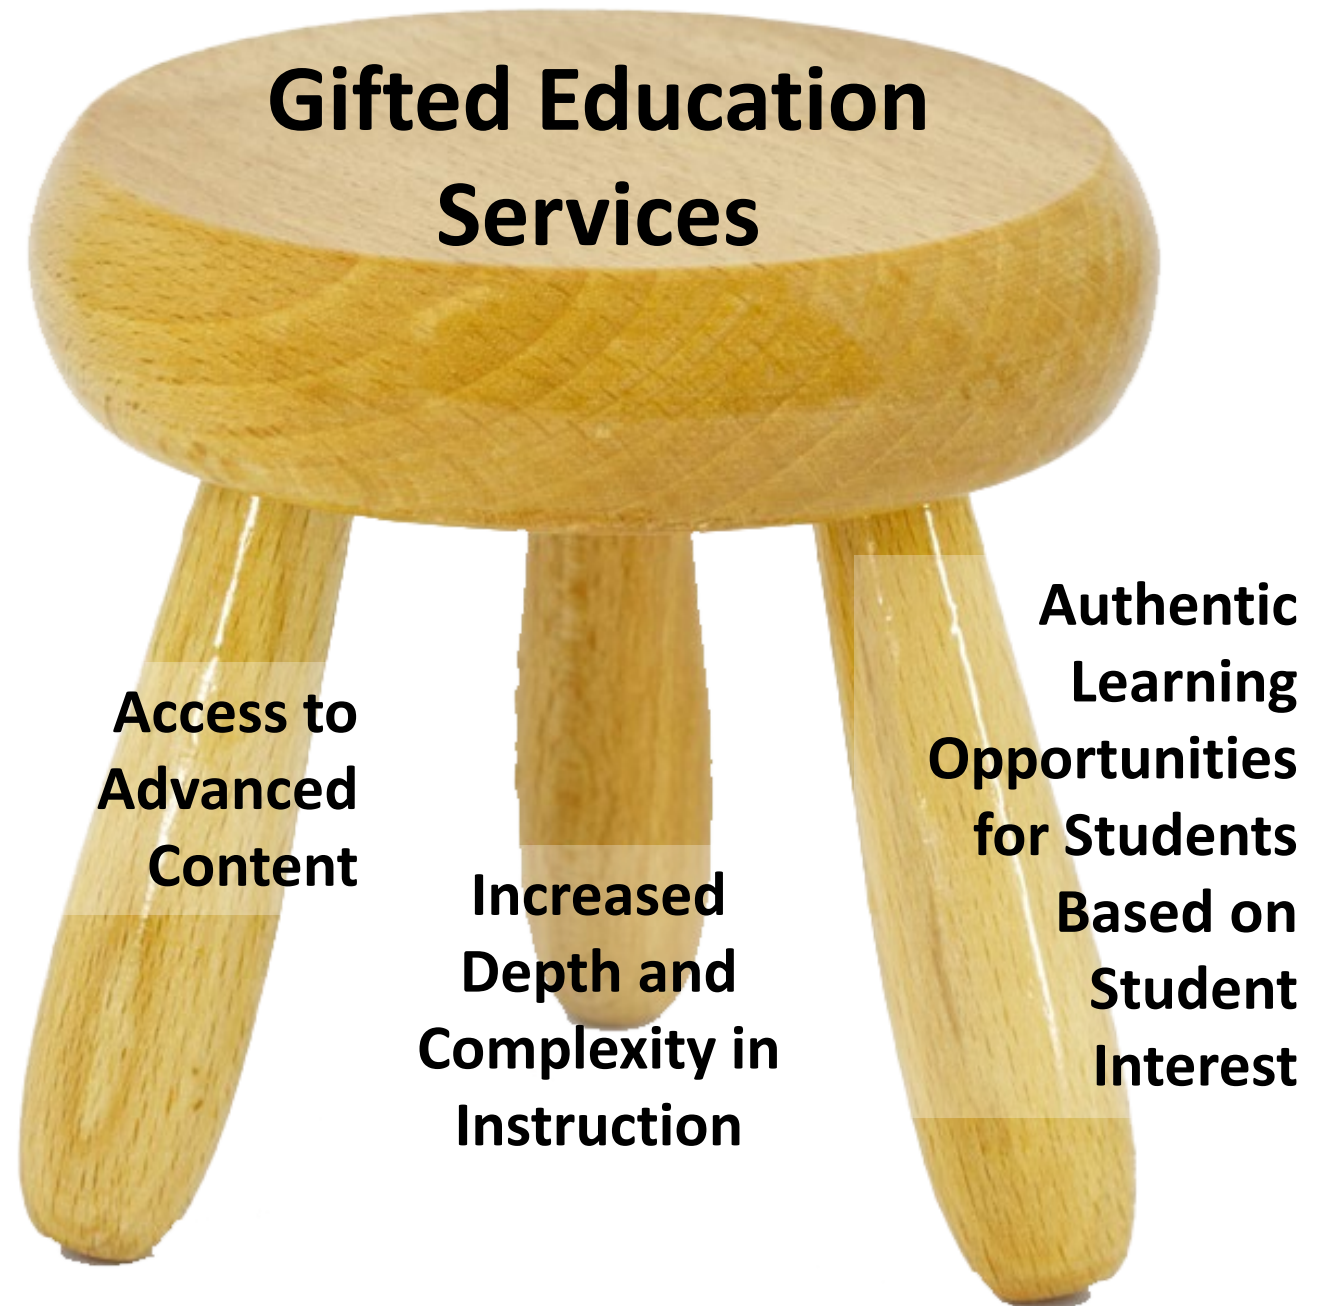 Gifted Education
Services
Access to
Advanced
Content
Increased
Depth and
Complexity in
Instruction
Authentic
Learning
Opportunities
for Students
Based on
Student
Interest